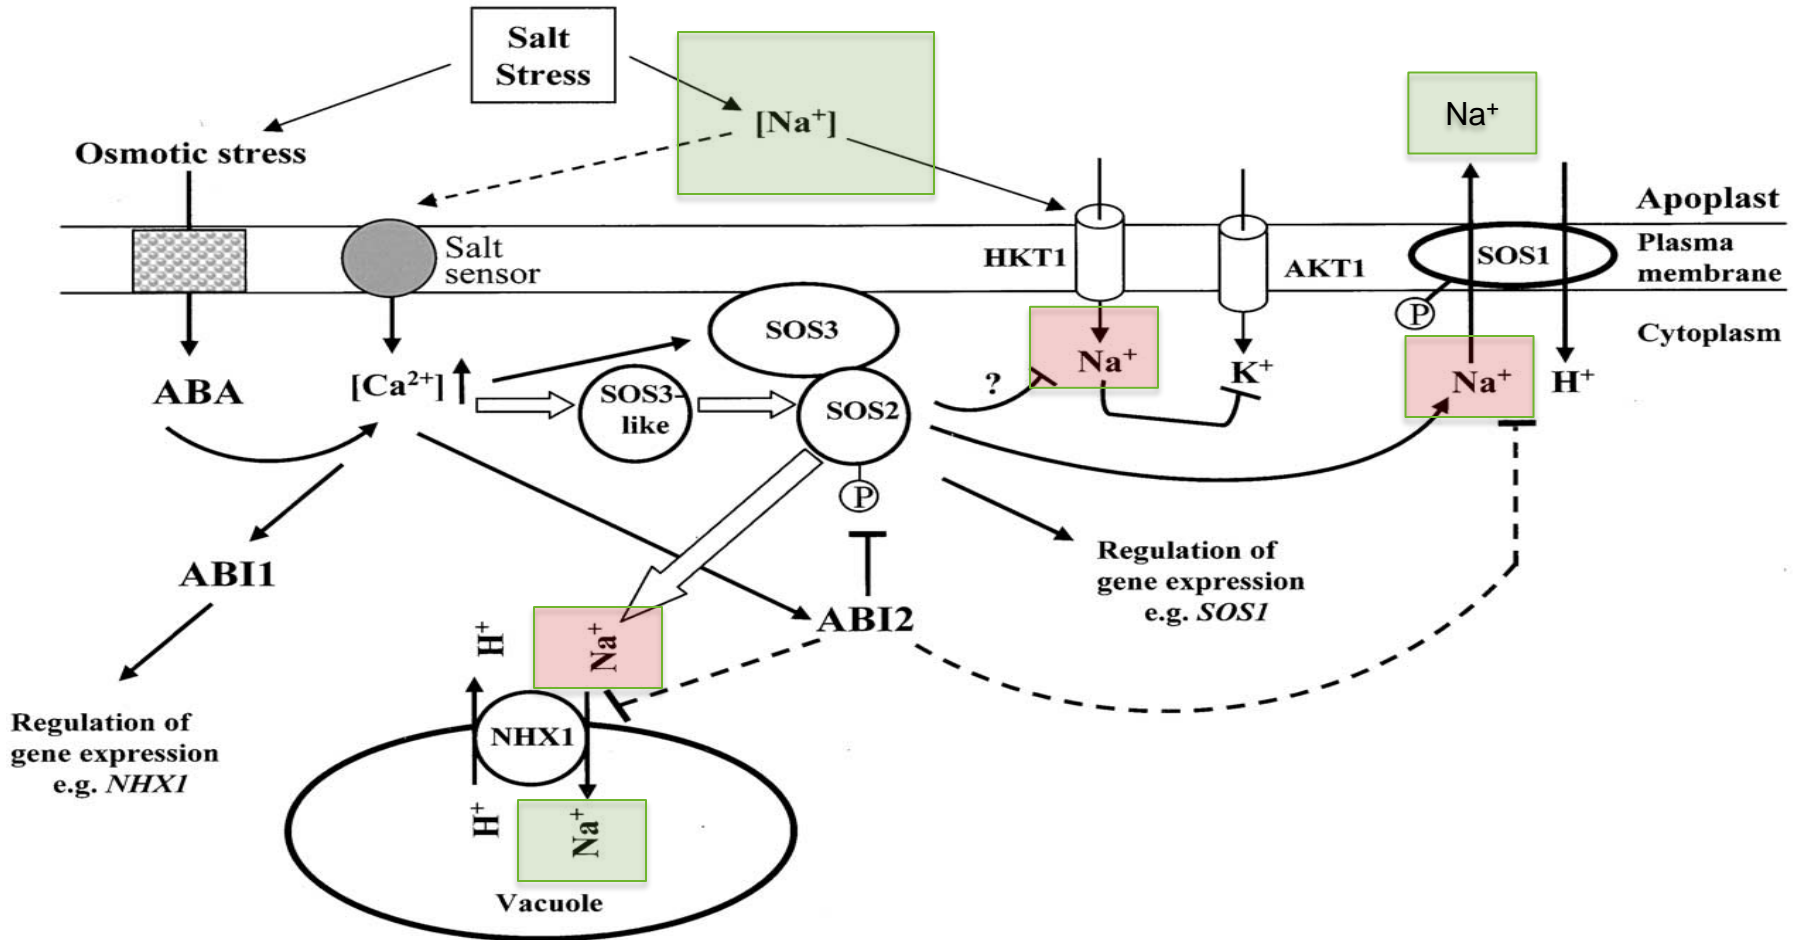 Salt
Stress
[Na⁺]
Na⁺
Osmotic stress
Apoplast
Salt
sensor
HKT1
AKT1
SOS1
Plasma
membrane
P
Cytoplasm
SOS3
Na⁺
K⁺
Na⁺
H⁺
ABA
[Ca²⁺]
SOS3-
like
SOS2
?
P
ABI1
ABI2
Regulation of
gene expression
e.g. SOS1
H⁺
Na⁺
Regulation of
gene expression
e.g. NHX1
NHX1
H⁺
Na⁺
Vacuole